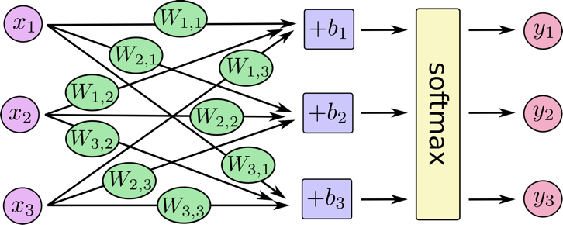 x1 W1,1 +b1 y1
W2,1 W1,3
W1,2
x2 W2,2 +b2 softmax y2
W3,2
W3,1
W2,3
x3 W3,3 +b3 y3